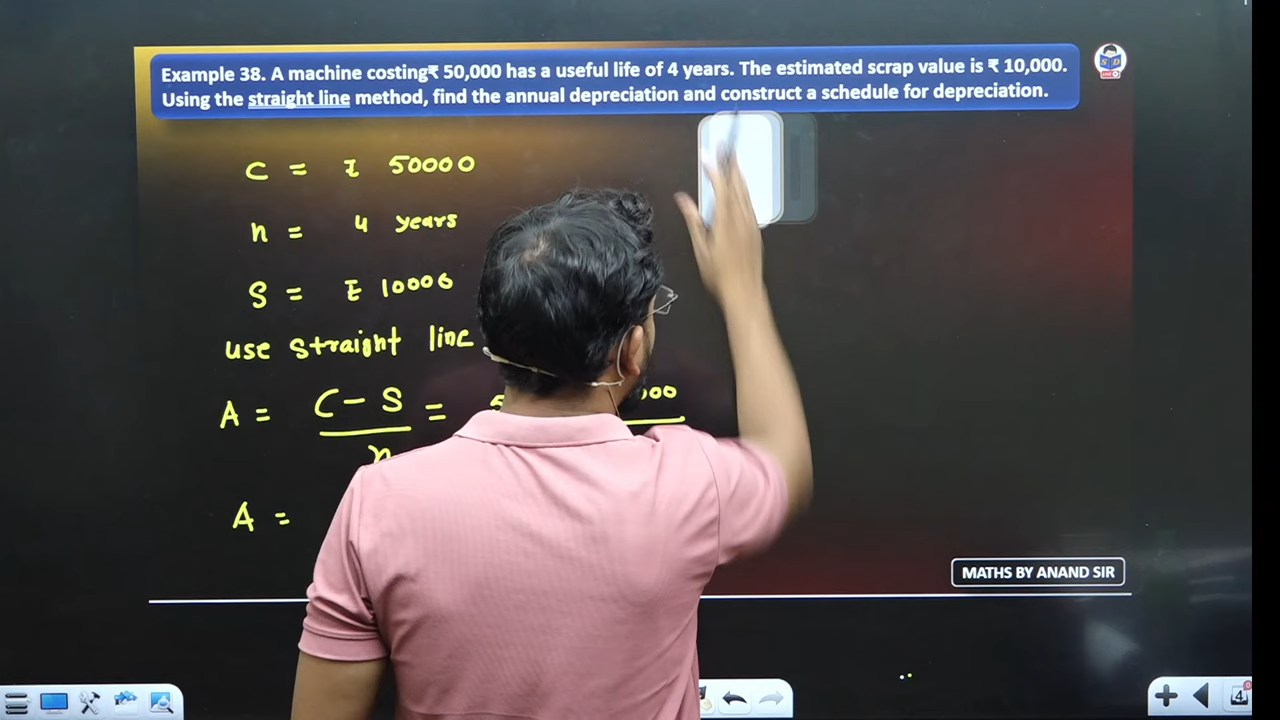 Example 38. A machine costing₹ 50,000 has a useful life of 4 years. The estimated scrap value is ₹ 10,000.
Using the straight line method, find the annual depreciation and construct a schedule for depreciation.
C = ₹ 50000
n = 4 years
S = ₹ 10000
use straight line
A = C - S =
n
A =
MATHS BY ANAND SIR